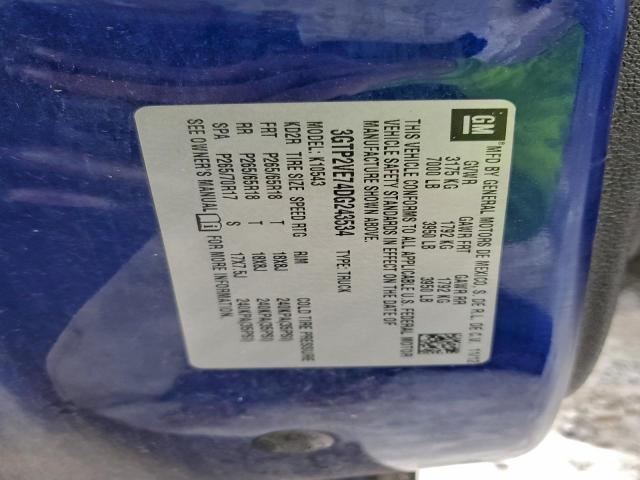 GM
MFD BY GENERAL MOTORS DE MEXICO, S. DE R.L. DE C.V. 11/12
GVWR GAWR FRT GAWR RR
3175 KG 1792 KG 1792 KG
7000 LB 3950 LB 3950 LB
THIS VEHICLE CONFORMS TO ALL APPLICABLE U.S. FEDERAL MOTOR
VEHICLE SAFETY STANDARDS IN EFFECT ON THE DATE OF
MANUFACTURE SHOWN ABOVE.
3GTP2VE74DG243534 TYPE: TRUCK
MODEL: K10543
KD2R TIRE SIZE SPEED RTG RIM COLD TIRE PRESSURE
FRT P265/65R18 T 18X8J 240KPA(35PSI)
RR P265/65R18 T 18X8J 240KPA(35PSI)
SPA P265/70R17 S 17X7.5J 240KPA(35PSI)
SEE OWNER'S MANUAL FOR MORE INFORMATION